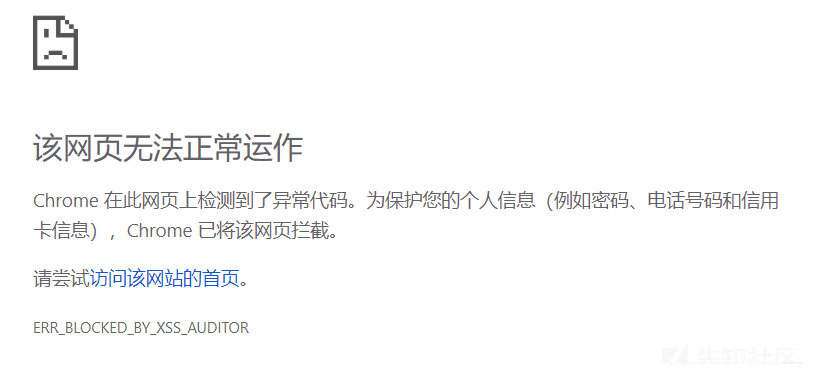 该网页无法正常运作
Chrome 在此网页上检测到了异常代码。为保护您的个人信息（例如密码、电话号码和信用
卡信息），Chrome 已将该网页拦截。
请尝试访问该网站的首页。
ERR_BLOCKED_BY_XSS_AUDITOR
先知社区